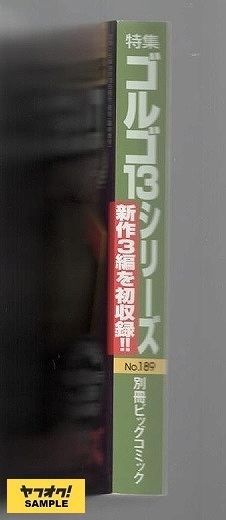 特集
ゴルゴ13シリーズ
新作3編を初収録!!
No.189
別冊ビッグコミック
ヤフオク!
SAMPLE